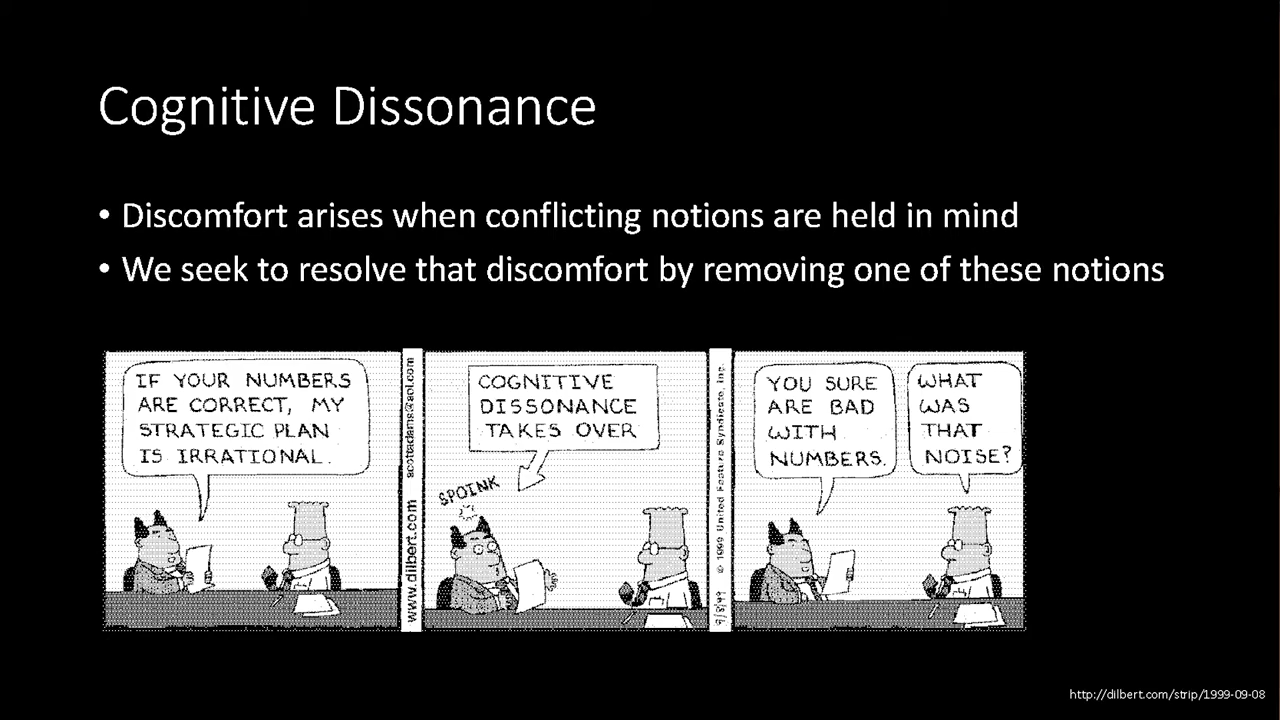 Cognitive Dissonance
• Discomfort arises when conflicting notions are held in mind
• We seek to resolve that discomfort by removing one of these notions
IF YOUR NUMBERS
ARE CORRECT, MY
STRATEGIC PLAN
IS IRRATIONAL.
www.dilbert.com scottadams@aol.com
COGNITIVE
DISSONANCE
TAKES OVER
SPOINK
9/8/99 © 1999 United Feature Syndicate, Inc.
YOU SURE
ARE BAD
WITH
NUMBERS.
WHAT
WAS
THAT
NOISE?
http://dilbert.com/strip/1999-09-08